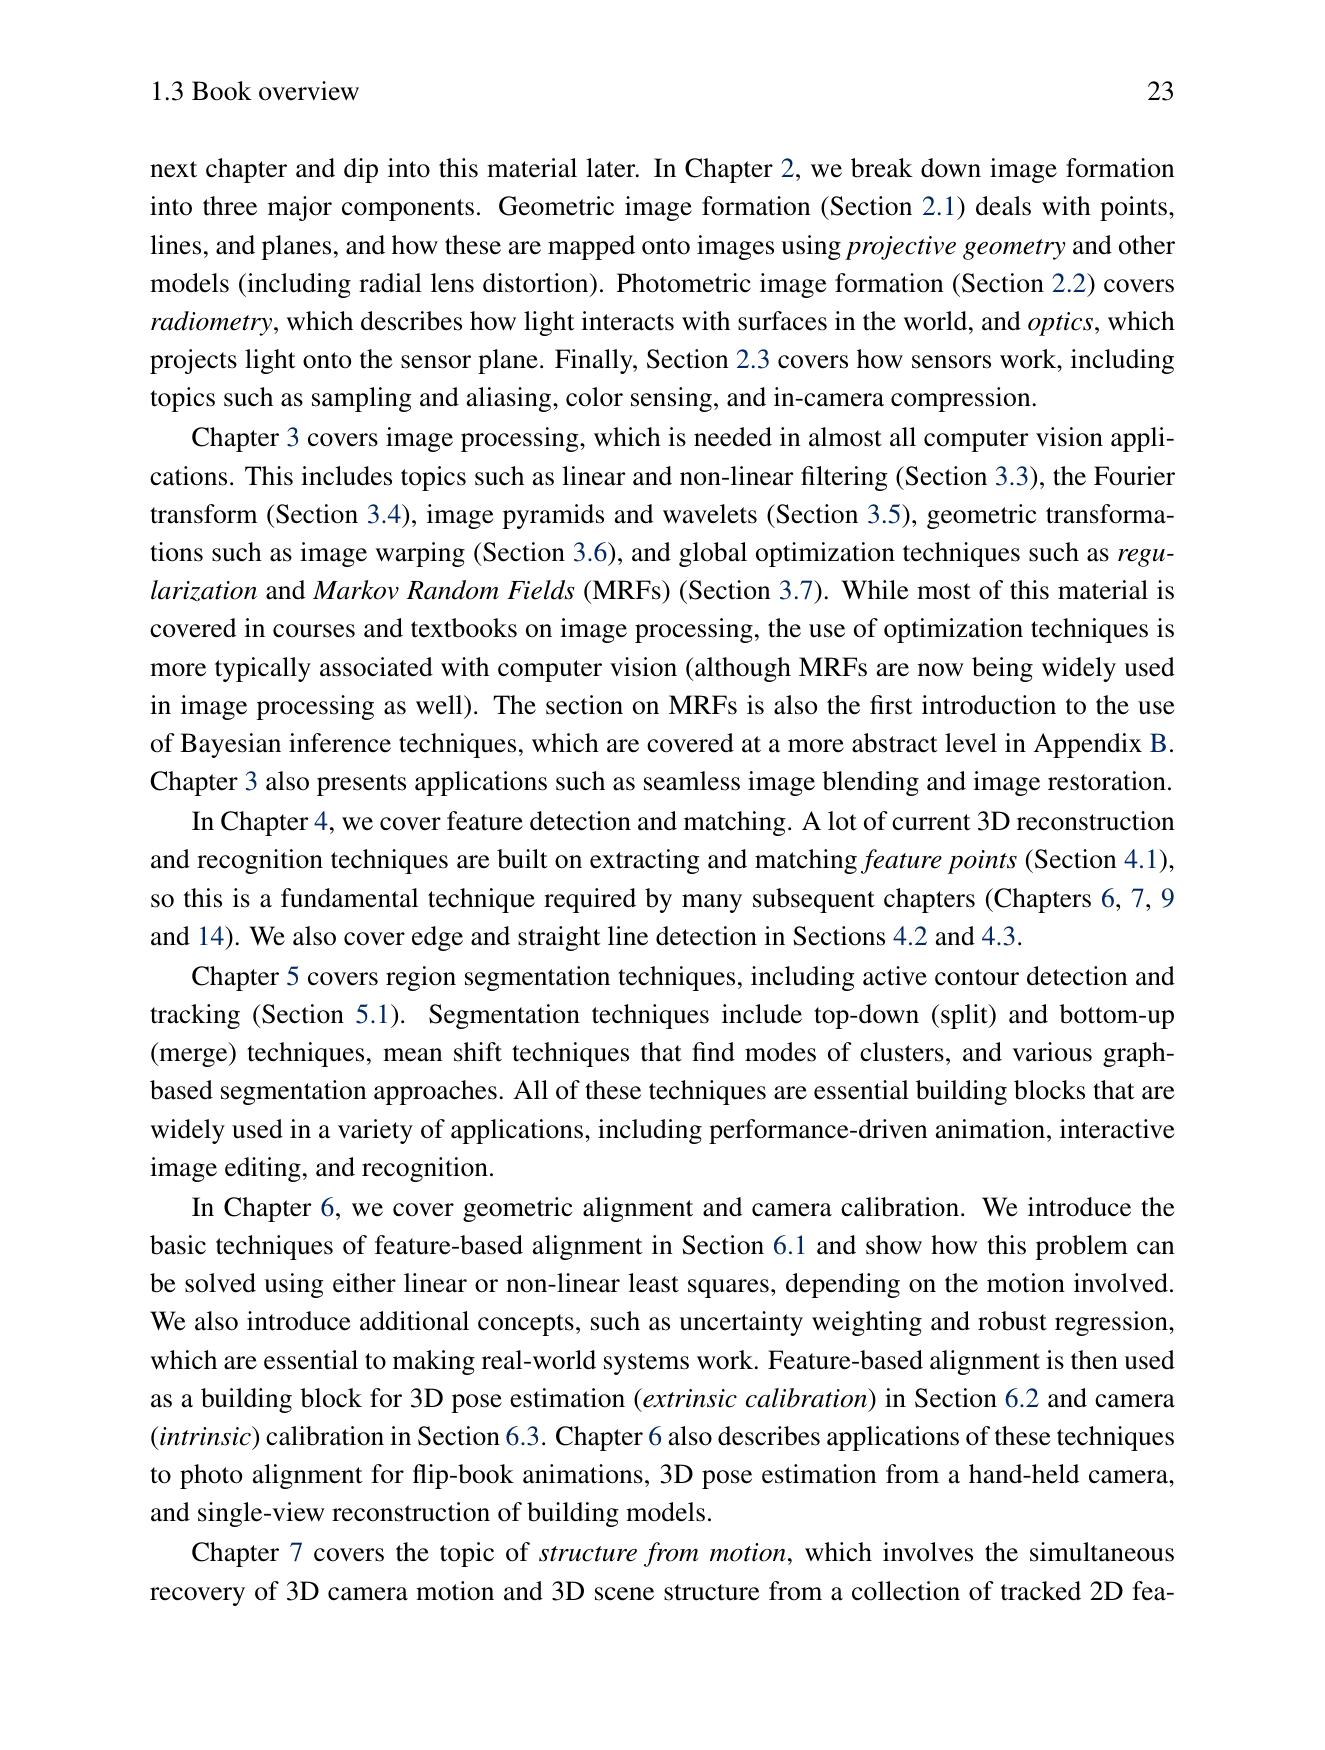 1.3 Book overview 23
next chapter and dip into this material later. In Chapter 2, we break down image formation
into three major components. Geometric image formation (Section 2.1) deals with points,
lines, and planes, and how these are mapped onto images using projective geometry and other
models (including radial lens distortion). Photometric image formation (Section 2.2) covers
radiometry, which describes how light interacts with surfaces in the world, and optics, which
projects light onto the sensor plane. Finally, Section 2.3 covers how sensors work, including
topics such as sampling and aliasing, color sensing, and in-camera compression.
Chapter 3 covers image processing, which is needed in almost all computer vision appli-
cations. This includes topics such as linear and non-linear filtering (Section 3.3), the Fourier
transform (Section 3.4), image pyramids and wavelets (Section 3.5), geometric transforma-
tions such as image warping (Section 3.6), and global optimization techniques such as regu-
larization and Markov Random Fields (MRFs) (Section 3.7). While most of this material is
covered in courses and textbooks on image processing, the use of optimization techniques is
more typically associated with computer vision (although MRFs are now being widely used
in image processing as well). The section on MRFs is also the first introduction to the use
of Bayesian inference techniques, which are covered at a more abstract level in Appendix B.
Chapter 3 also presents applications such as seamless image blending and image restoration.
In Chapter 4, we cover feature detection and matching. A lot of current 3D reconstruction
and recognition techniques are built on extracting and matching feature points (Section 4.1),
so this is a fundamental technique required by many subsequent chapters (Chapters 6, 7, 9
and 14). We also cover edge and straight line detection in Sections 4.2 and 4.3.
Chapter 5 covers region segmentation techniques, including active contour detection and
tracking (Section 5.1). Segmentation techniques include top-down (split) and bottom-up
(merge) techniques, mean shift techniques that find modes of clusters, and various graph-
based segmentation approaches. All of these techniques are essential building blocks that are
widely used in a variety of applications, including performance-driven animation, interactive
image editing, and recognition.
In Chapter 6, we cover geometric alignment and camera calibration. We introduce the
basic techniques of feature-based alignment in Section 6.1 and show how this problem can
be solved using either linear or non-linear least squares, depending on the motion involved.
We also introduce additional concepts, such as uncertainty weighting and robust regression,
which are essential to making real-world systems work. Feature-based alignment is then used
as a building block for 3D pose estimation (extrinsic calibration) in Section 6.2 and camera
(intrinsic) calibration in Section 6.3. Chapter 6 also describes applications of these techniques
to photo alignment for flip-book animations, 3D pose estimation from a hand-held camera,
and single-view reconstruction of building models.
Chapter 7 covers the topic of structure from motion, which involves the simultaneous
recovery of 3D camera motion and 3D scene structure from a collection of tracked 2D fea-